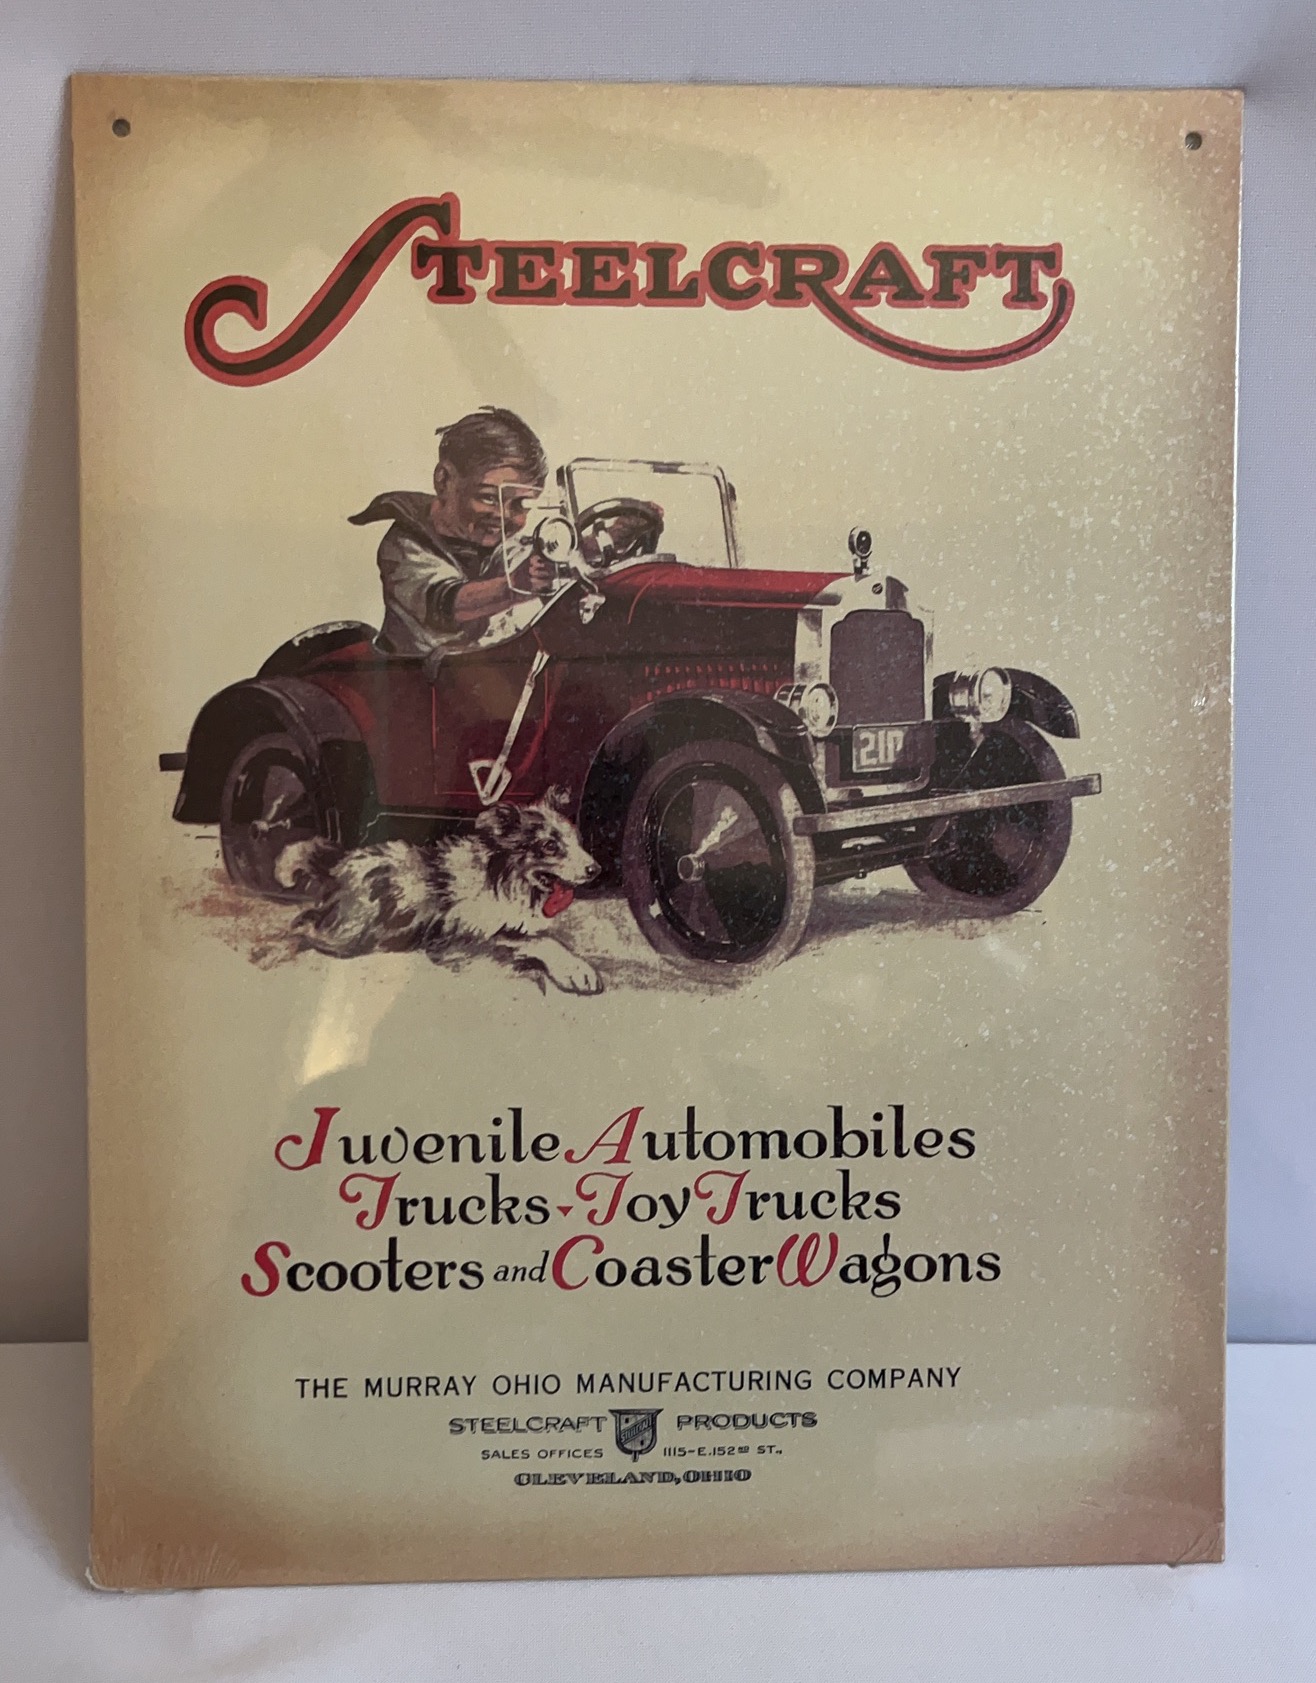 STEELCRAFT
210
Juvenile Automobiles
Trucks-Toy Trucks
Scooters and Coaster Wagons
THE MURRAY OHIO MANUFACTURING COMPANY
STEELCRAFT PRODUCTS
SALES OFFICES 1115-E.152ND ST.,
CLEVELAND, OHIO